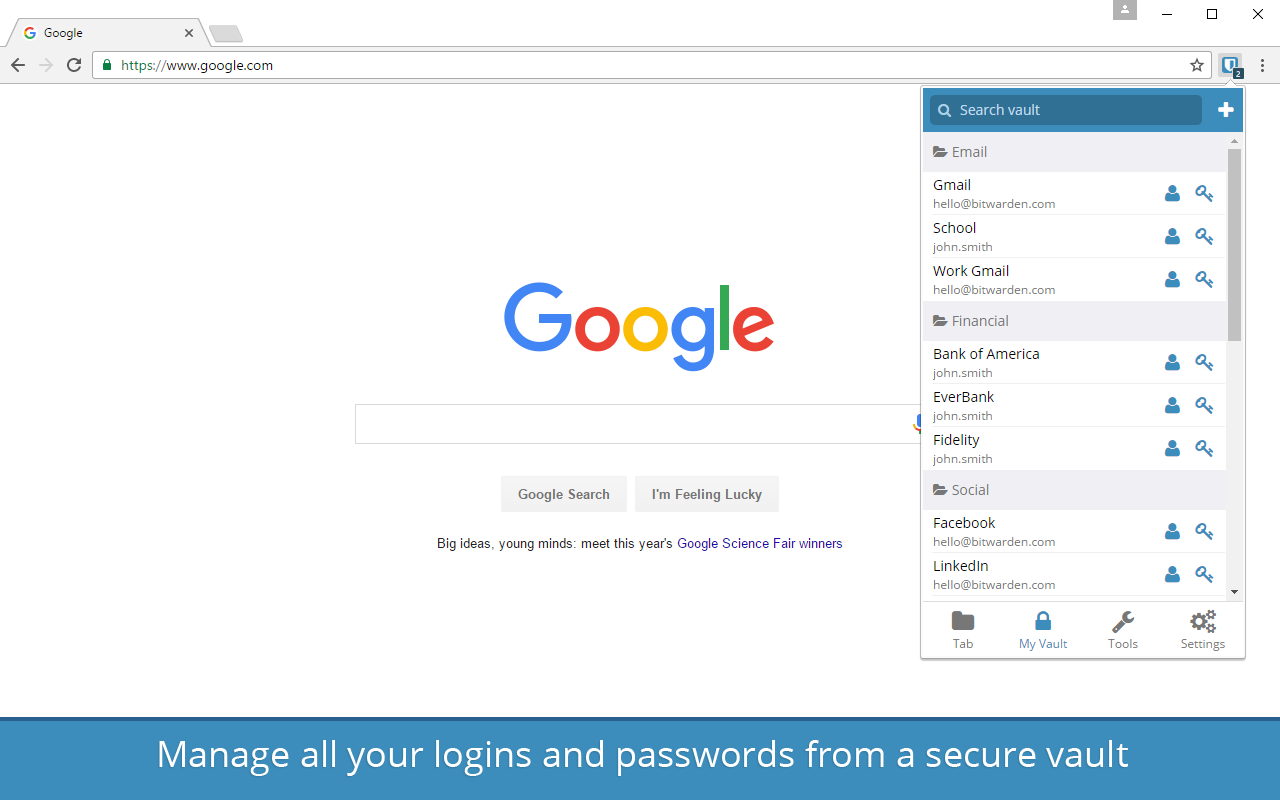 Google
https://www.google.com
2
Search vault
Email
Gmail
hello@bitwarden.com
School
john.smith
Work Gmail
hello@bitwarden.com
Financial
Bank of America
john.smith
EverBank
john.smith
Fidelity
john.smith
Social
Facebook
hello@bitwarden.com
LinkedIn
hello@bitwarden.com
Tab
My Vault
Tools
Settings
Google
Google Search
I'm Feeling Lucky
Big ideas, young minds: meet this year's Google Science Fair winners
Manage all your logins and passwords from a secure vault